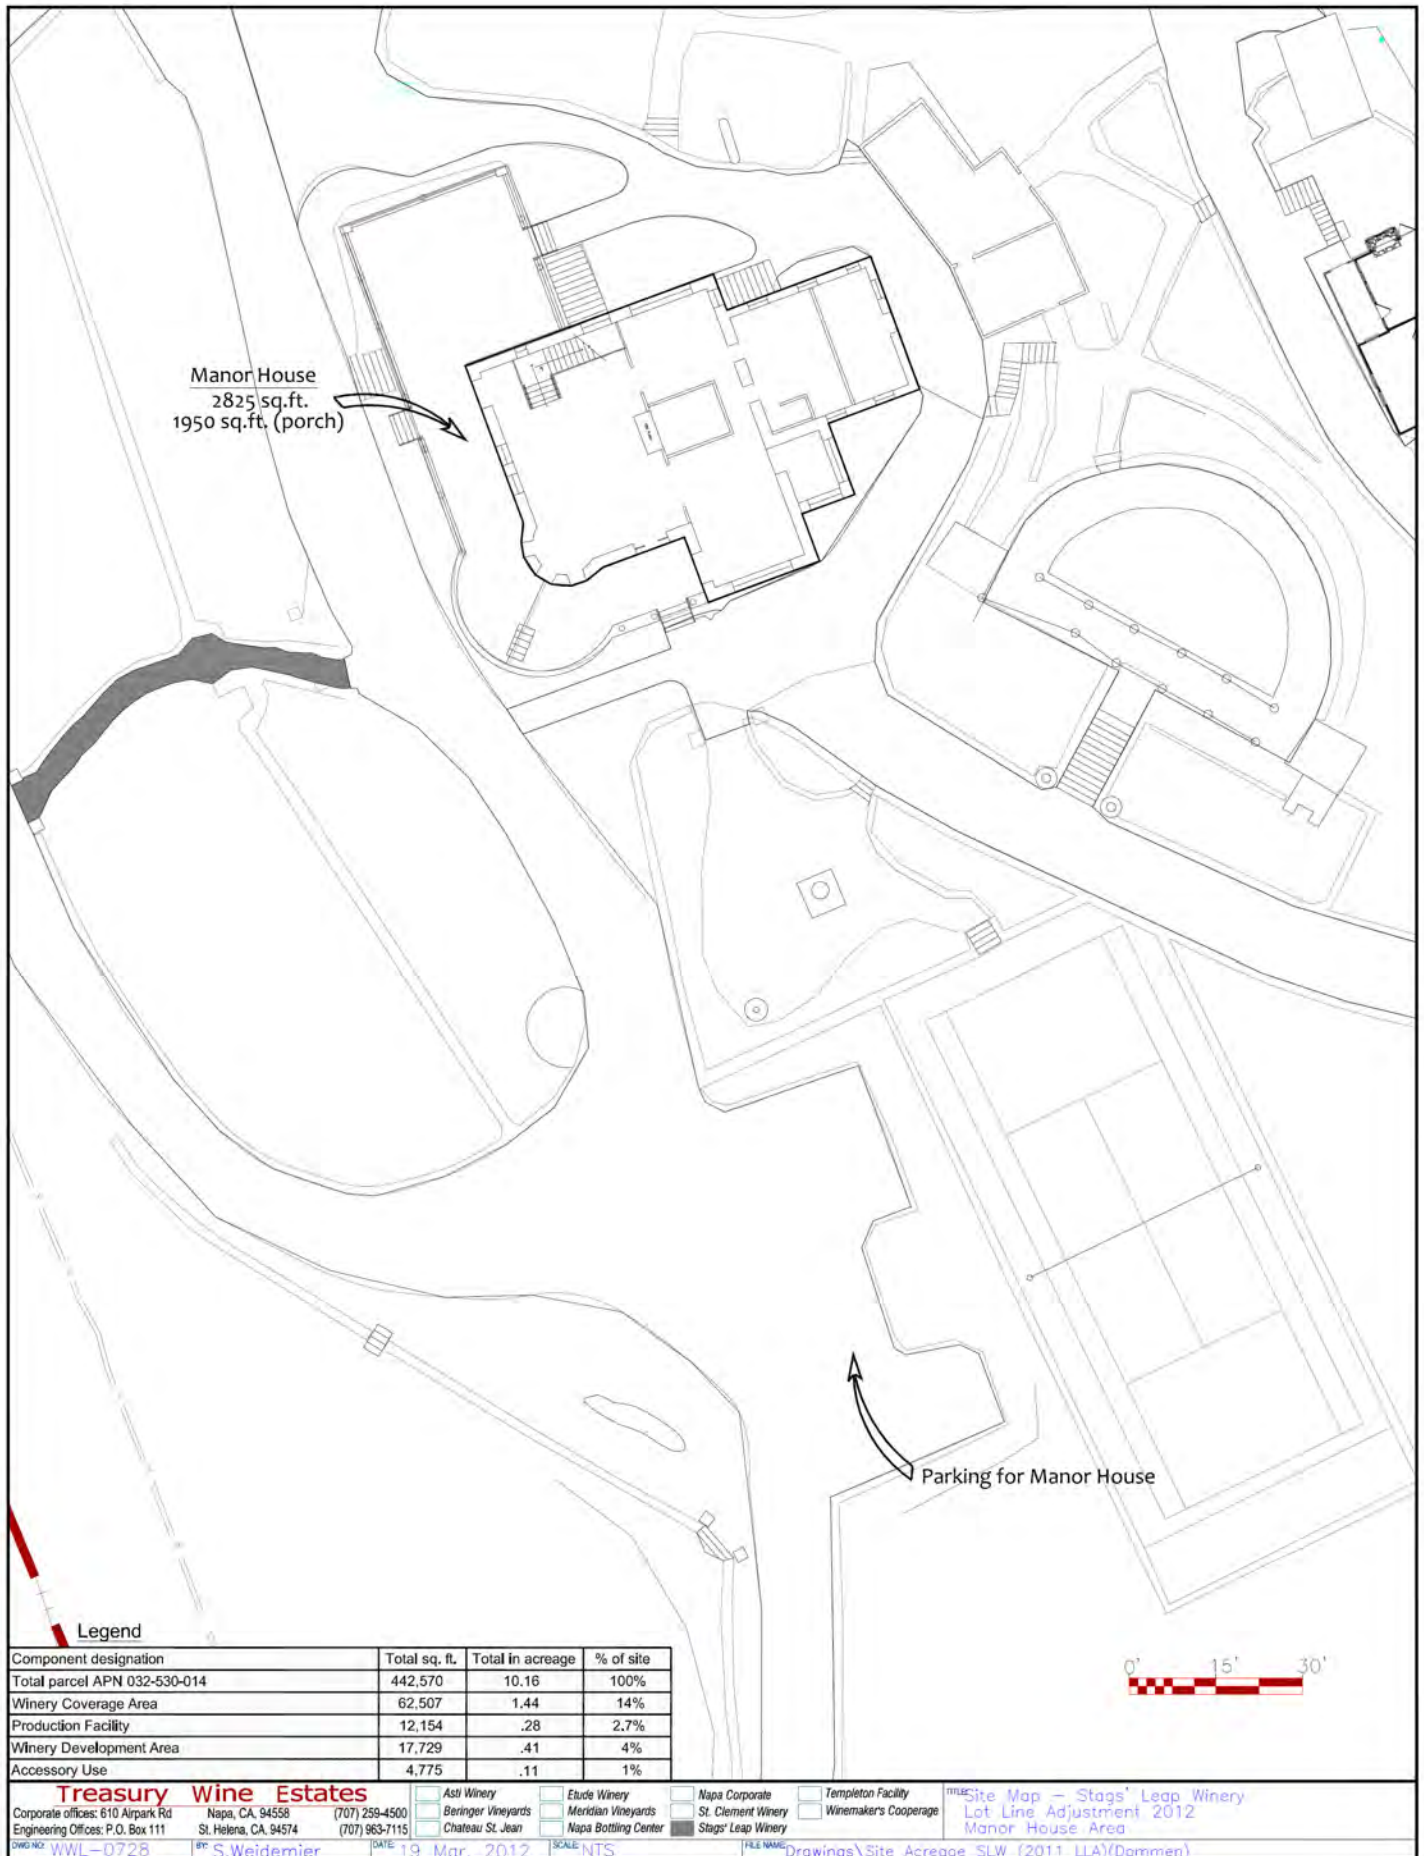 Manor House
2825 sq.ft.
1950 sq.ft. (porch)
Parking for Manor House
0' 15' 30'
Legend
Component designation Total sq. ft. Total in acreage % of site
Total parcel APN 032-530-014 442,570 10.16 100%
Winery Coverage Area 62,507 1.44 14%
Production Facility 12,154 .28 2.7%
Winery Development Area 17,729 .41 4%
Accessory Use 4,775 .11 1%
Treasury Wine Estates
Corporate offices: 610 Airpark Rd Napa, CA, 94558 (707) 259-4500
Engineering Offices: P.O. Box 111 St. Helena, CA, 94574 (707) 963-7115
Asti Winery Etude Winery Napa Corporate Templeton Facility
Beringer Vineyards Meridian Vineyards St. Clement Winery Winemaker's Cooperage
Chateau St. Jean Napa Bottling Center Stags' Leap Winery
TITLE: Site Map - Stags' Leap Winery
Lot Line Adjustment 2012
Manor House Area
DWG NO: WWL-0728 BY: S.Weidemier DATE: 19 Mar. 2012 SCALE: NTS FILE NAME: Drawings\Site Acreage SLW (2011 LLA)(Dommen)